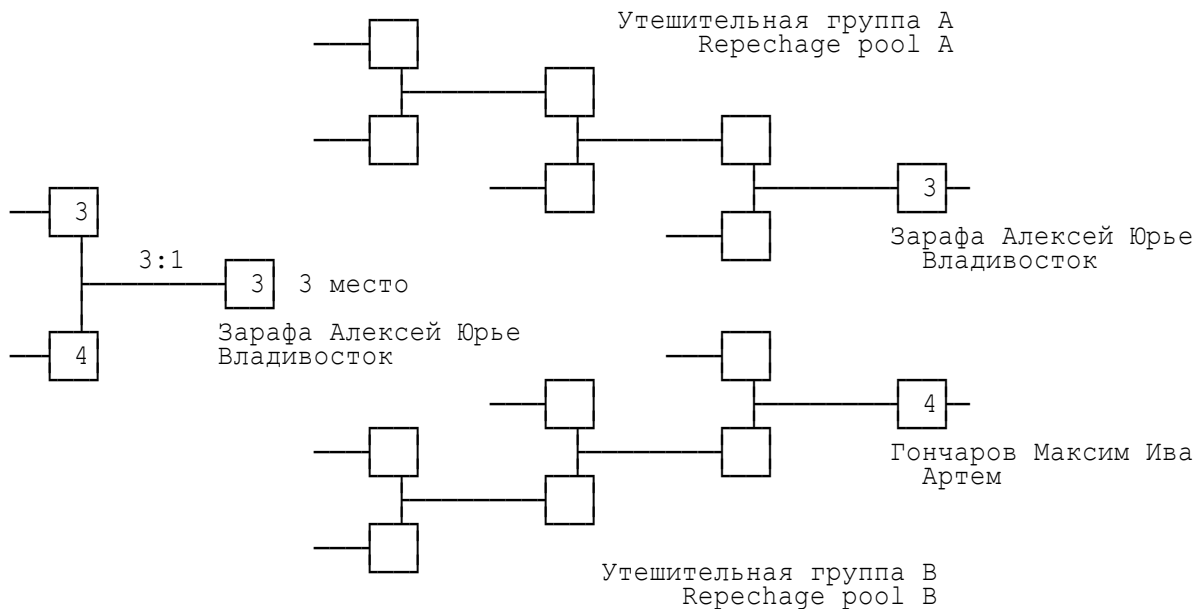 Утешительная группа А
Repechage pool A
3
3
Зарафа Алексей Юрье
Владивосток
3:1
3 3 место
Зарафа Алексей Юрье
Владивосток
4
4
Гончаров Максим Ива
Артем
Утешительная группа В
Repechage pool B